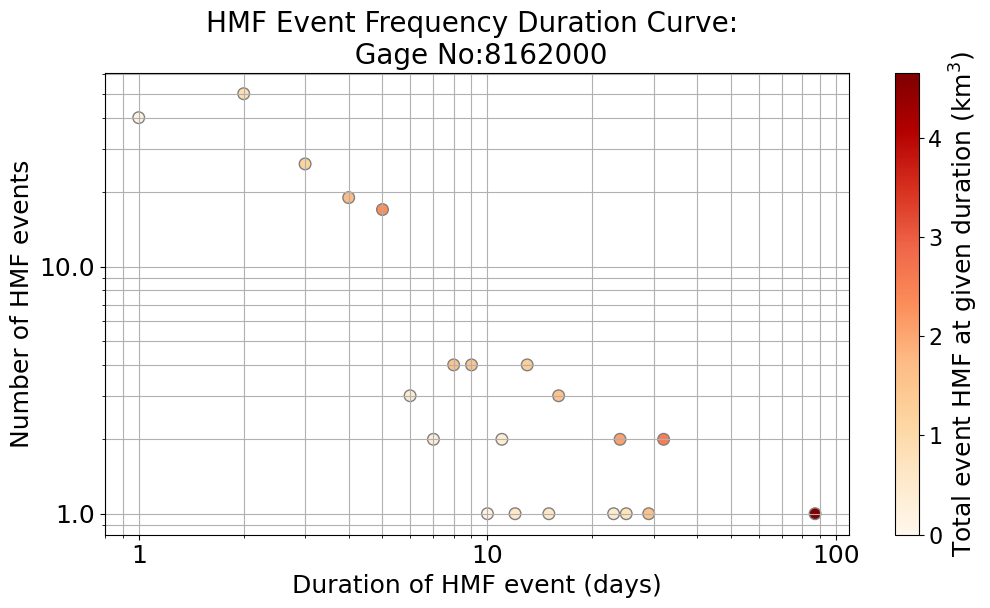 HMF Event Frequency Duration Curve:
Gage No:8162000
Number of HMF events
10.0
1.0
1
10
100
Duration of HMF event (days)
4
3
2
1
0
Total event HMF at given duration (km³)